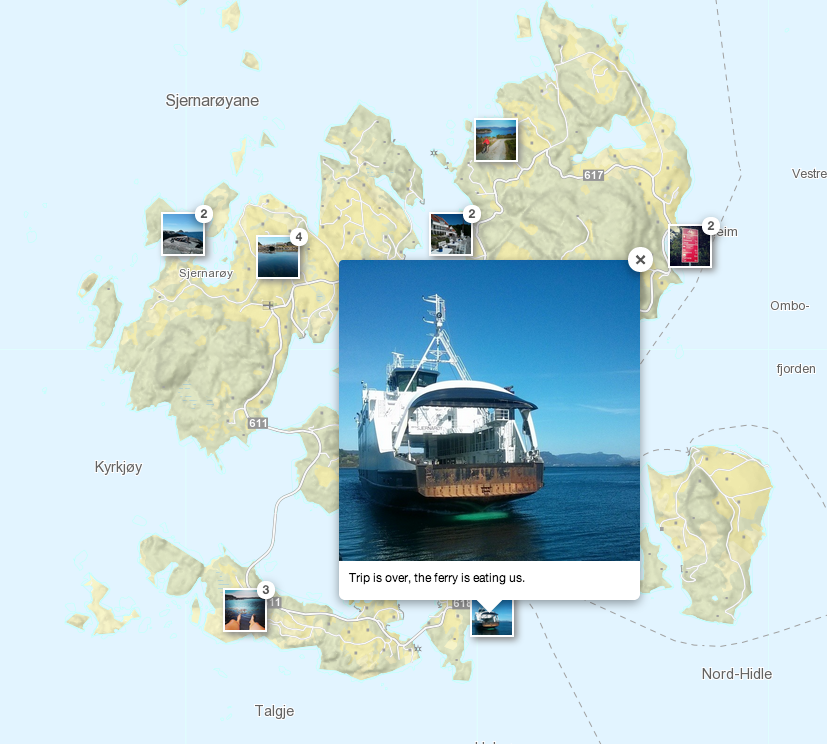 Sjernarøyane
617
Vestre
2
2
2
eim
4
Sjernarøy
Ombo-
fjorden
611
Kyrkjøy
Trip is over, the ferry is eating us.
3
11
618
Nord-Hidle
Talgje